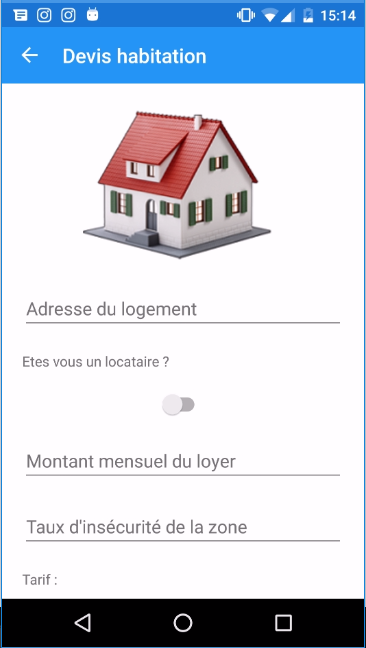 15:14
Devis habitation
Adresse du logement
Etes vous un locataire ?
Montant mensuel du loyer
Taux d'insécurité de la zone
Tarif :